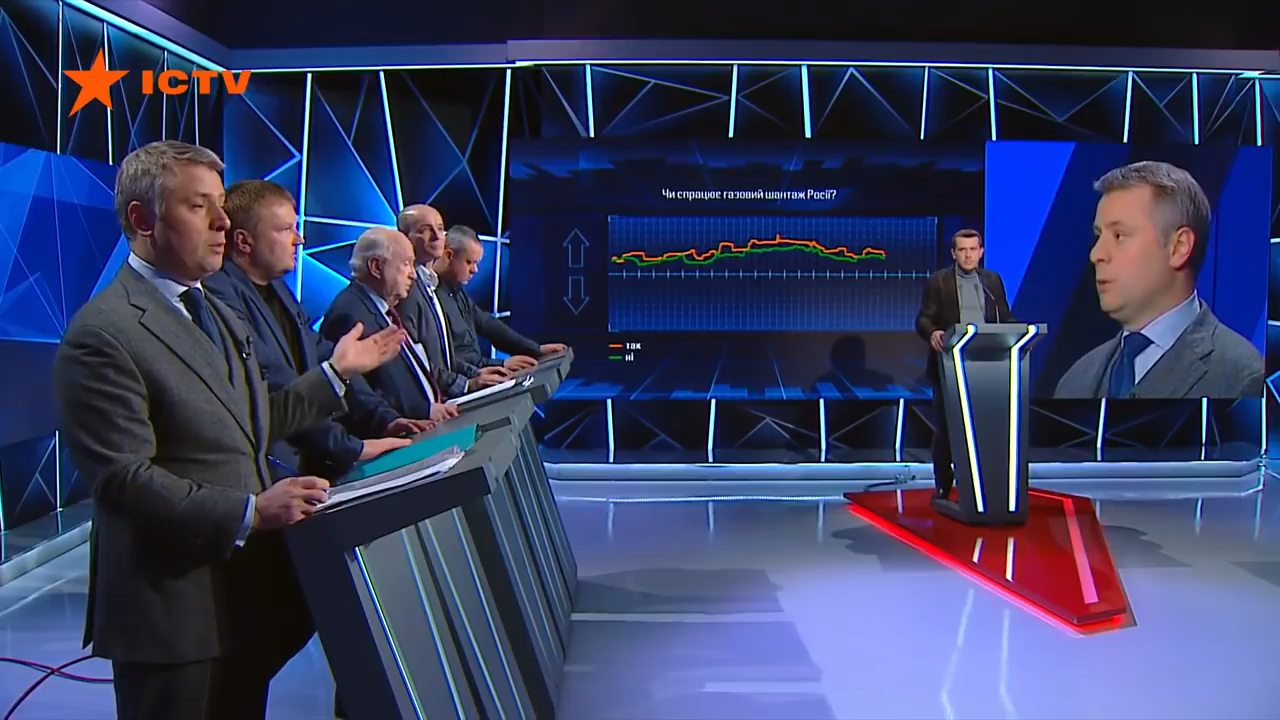 ICTV
Чи спрацює газовий шантаж Росії?
так
ні